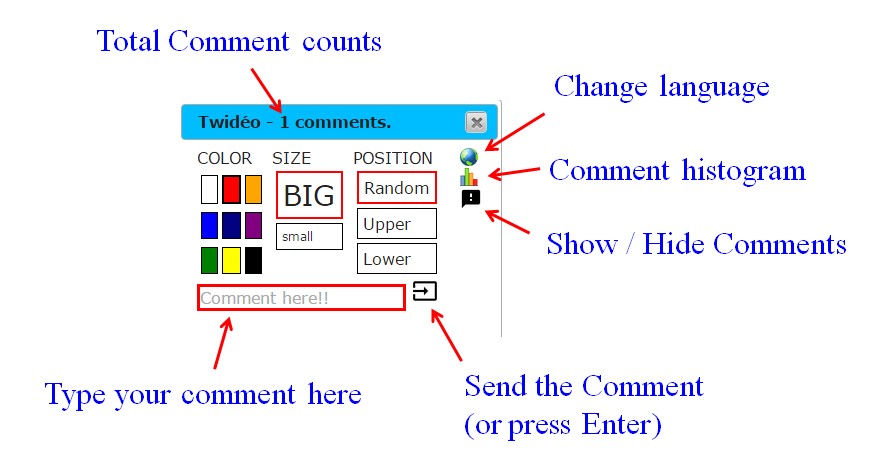 Total Comment counts
Change language
Twidéo - 1 comments.
COLOR SIZE POSITION
BIG
small
Random
Upper
Lower
Comment histogram
Show / Hide Comments
Comment here!!
Type your comment here
Send the Comment
(or press Enter)